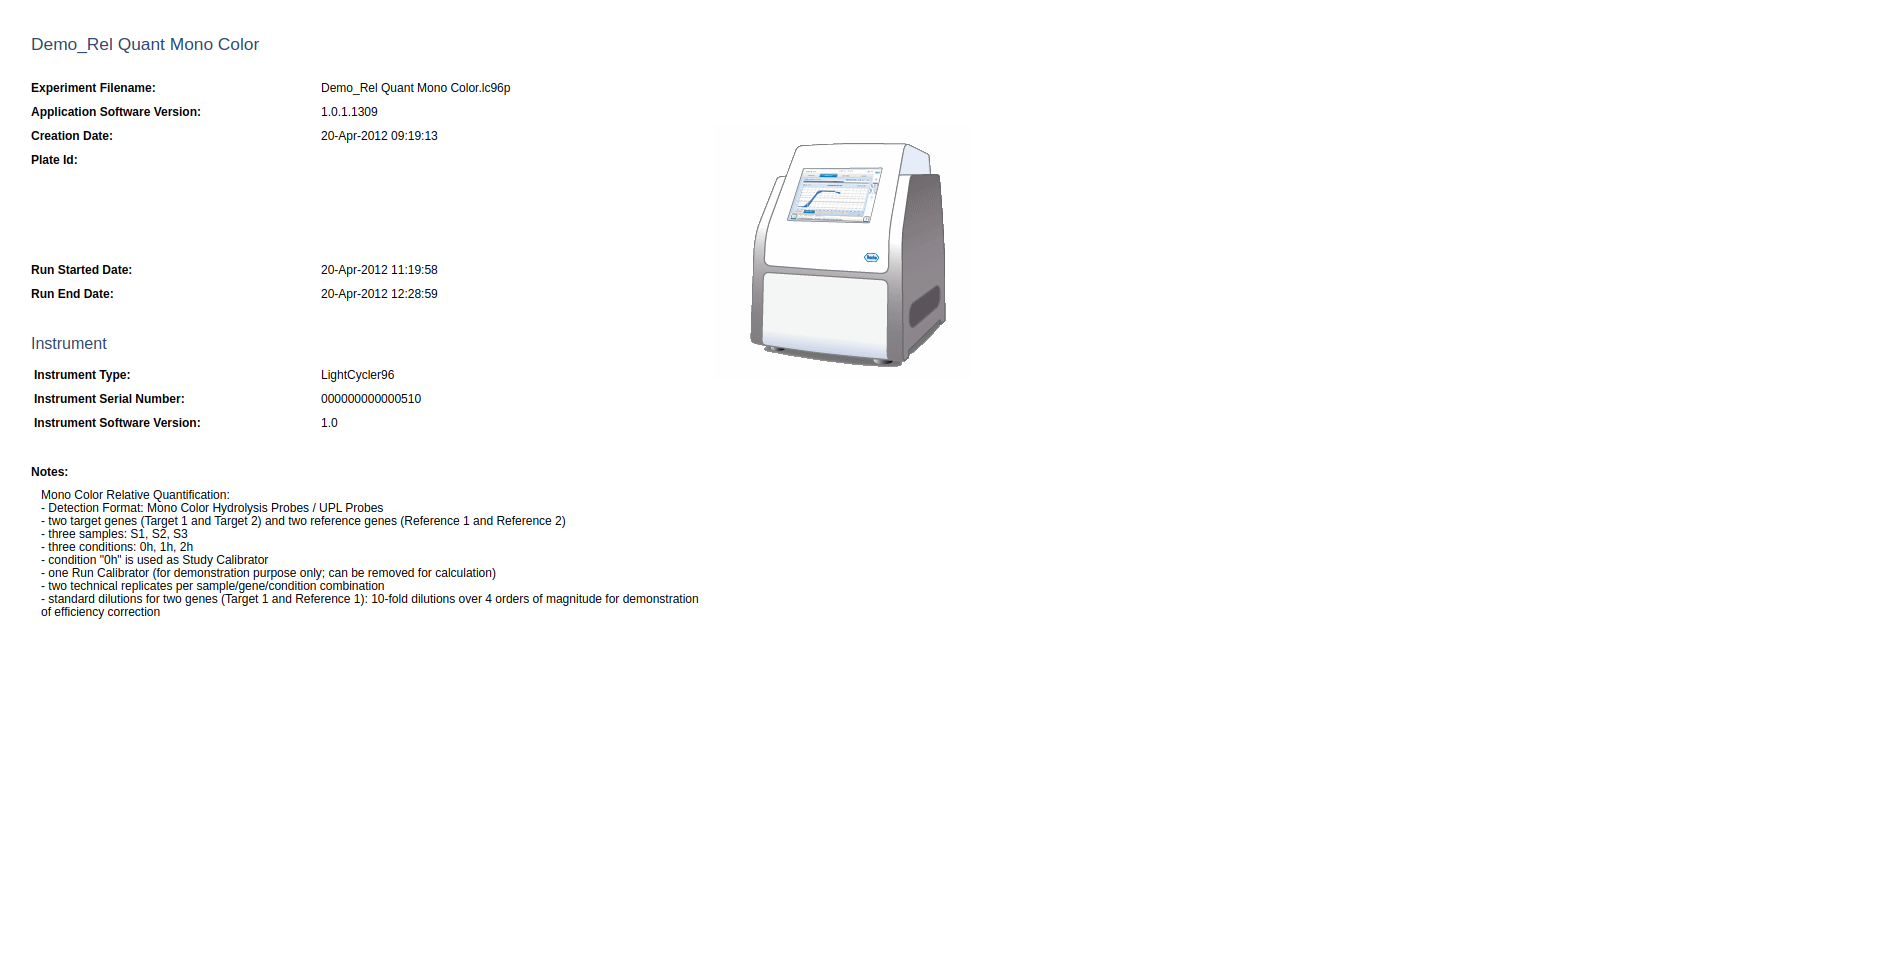 Demo_Rel Quant Mono Color
Experiment Filename: Demo_Rel Quant Mono Color.lc96p
Application Software Version: 1.0.1.1309
Creation Date: 20-Apr-2012 09:19:13
Plate Id:
Run Started Date: 20-Apr-2012 11:19:58
Run End Date: 20-Apr-2012 12:28:59
Instrument
Instrument Type: LightCycler96
Instrument Serial Number: 000000000000510
Instrument Software Version: 1.0
Notes:
Mono Color Relative Quantification:
- Detection Format: Mono Color Hydrolysis Probes / UPL Probes
- two target genes (Target 1 and Target 2) and two reference genes (Reference 1 and Reference 2)
- three samples: S1, S2, S3
- three conditions: 0h, 1h, 2h
- condition "0h" is used as Study Calibrator
- one Run Calibrator (for demonstration purpose only; can be removed for calculation)
- two technical replicates per sample/gene/condition combination
- standard dilutions for two genes (Target 1 and Reference 1): 10-fold dilutions over 4 orders of magnitude for demonstration
of efficiency correction